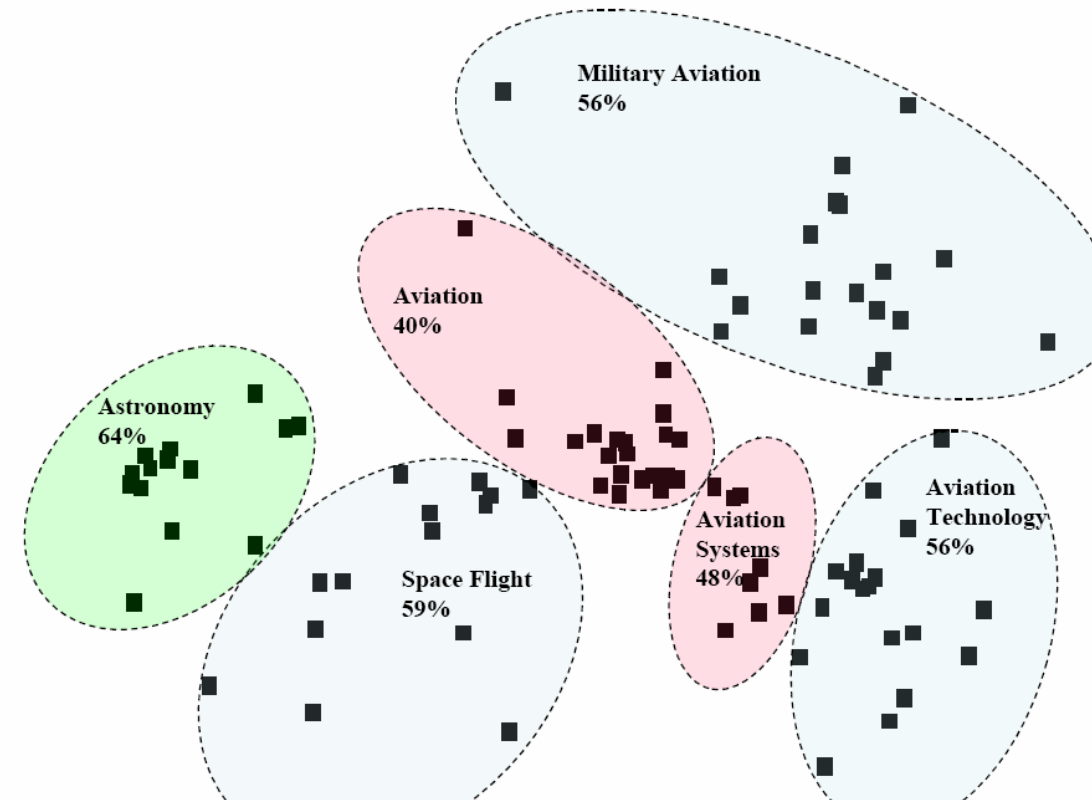 Military Aviation
56%
Aviation
40%
Astronomy
64%
Aviation
Technology
56%
Aviation
Systems
48%
Space Flight
59%